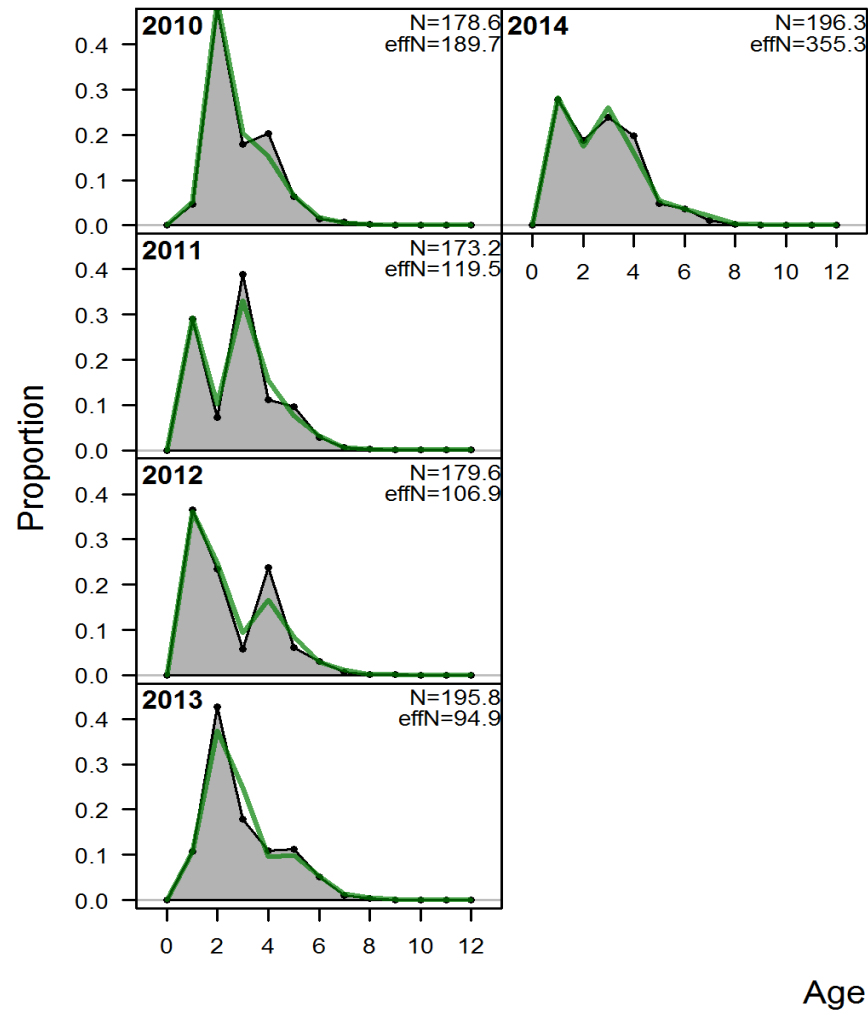 2010
N=178.6
effN=189.7
0.4
0.3
0.2
0.1
0.0
2014
N=196.3
effN=355.3
0 2 4 6 8 10 12
2011
N=173.2
effN=119.5
0.4
0.3
0.2
0.1
0.0
2012
N=179.6
effN=106.9
0.4
0.3
0.2
0.1
0.0
2013
N=195.8
effN=94.9
0.4
0.3
0.2
0.1
0.0
0 2 4 6 8 10 12
Proportion
Age